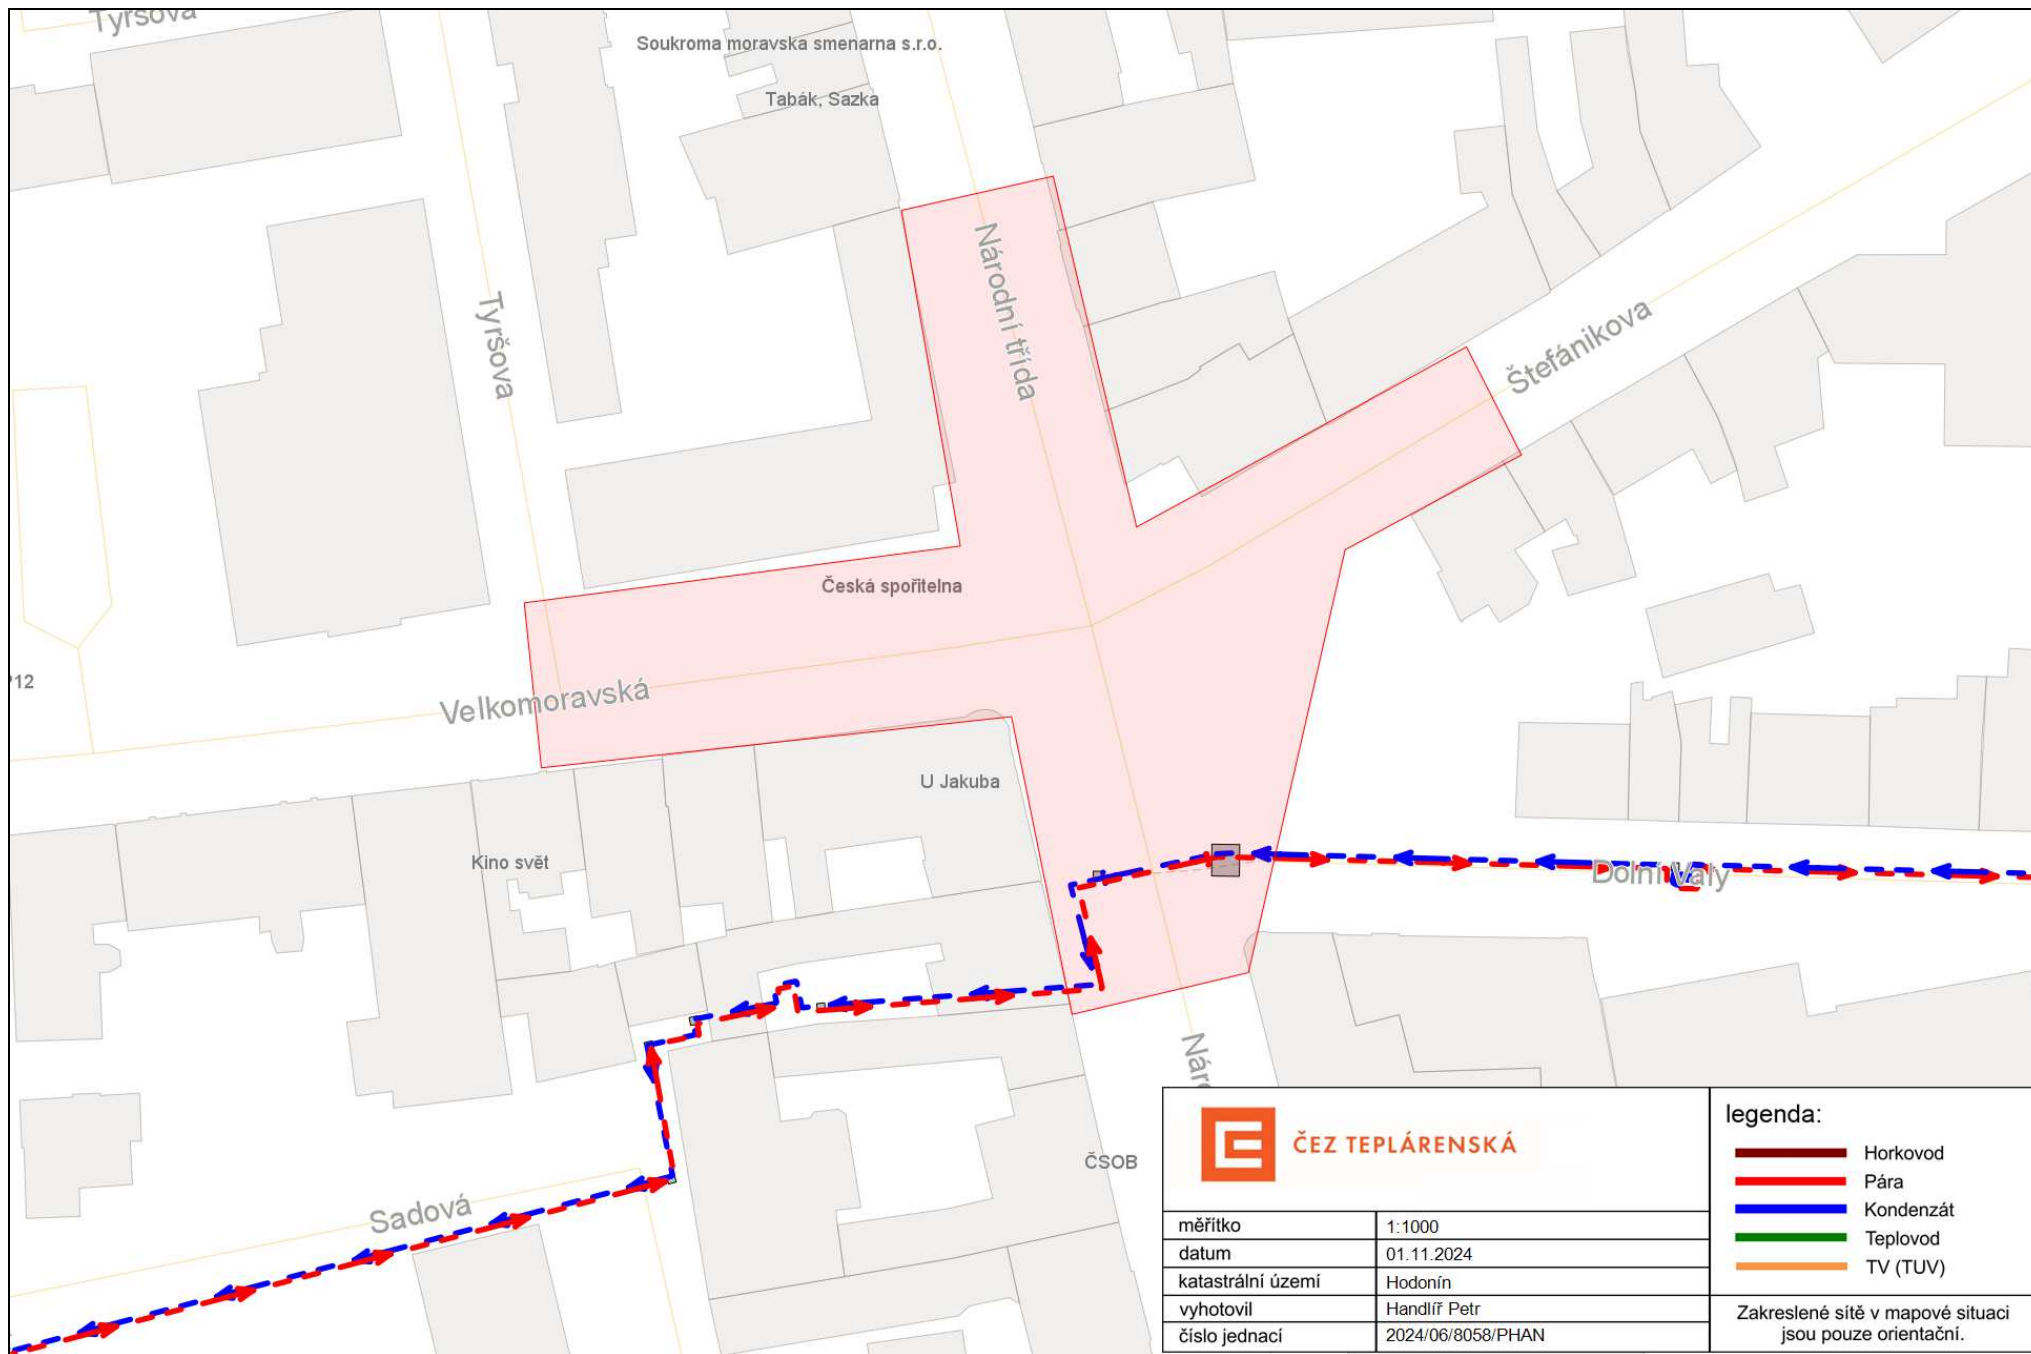 Tyršova
Soukroma moravska smenarna s.r.o.
Tabák, Sazka
Národní třída
Tyršova
Štefánikova
Česká spořitelna
12
Velkomoravská
U Jakuba
Kino svět
Dolní Valy
Náro
ČSOB
Sadová
ČEZ TEPLÁRENSKÁ
měřítko 1:1000
datum 01.11.2024
katastrální území Hodonín
vyhotovil Handlíř Petr
číslo jednací 2024/06/8058/PHAN
legenda:
Horkovod
Pára
Kondenzát
Teplovod
TV (TUV)
Zakreslené sítě v mapové situaci
jsou pouze orientační.